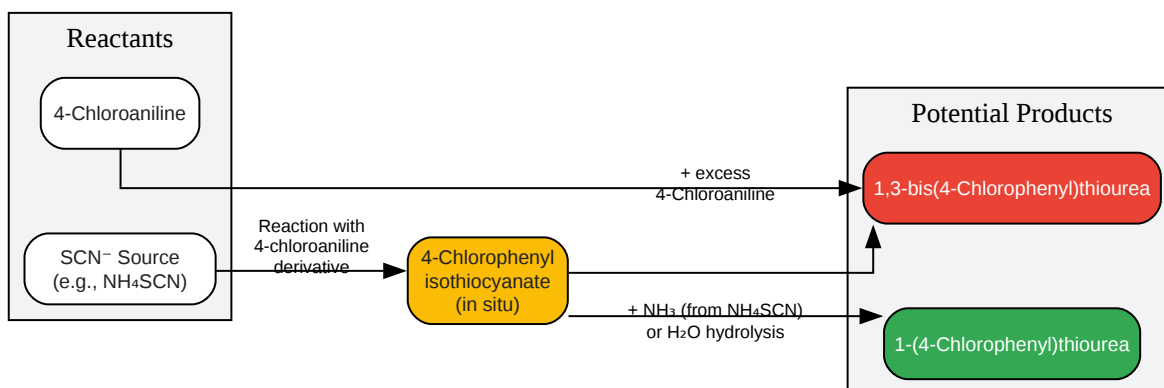 Reactants
4-Chloroaniline
SCN⁻ Source
(e.g., NH₄SCN)
Reaction with
4-chloroaniline
derivative
4-Chlorophenyl
isothiocyanate
(in situ)
+ excess
4-Chloroaniline
+ NH₃ (from NH₄SCN)
or H₂O hydrolysis
Potential Products
1,3-bis(4-Chlorophenyl)thiourea
1-(4-Chlorophenyl)thiourea